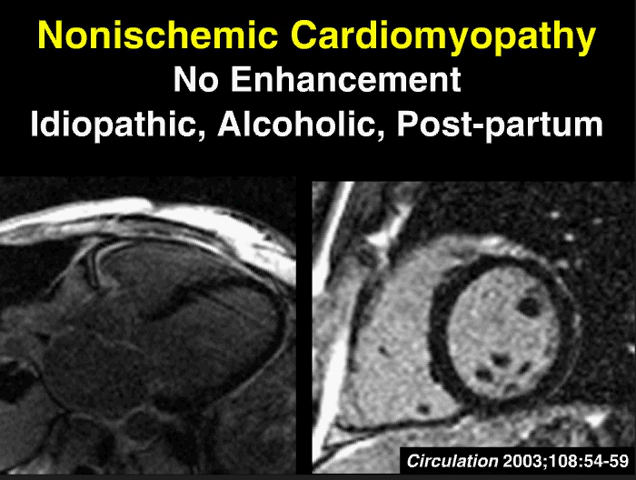 Nonischemic Cardiomyopathy
No Enhancement
Idiopathic, Alcoholic, Post-partum
Circulation 2003;108:54-59